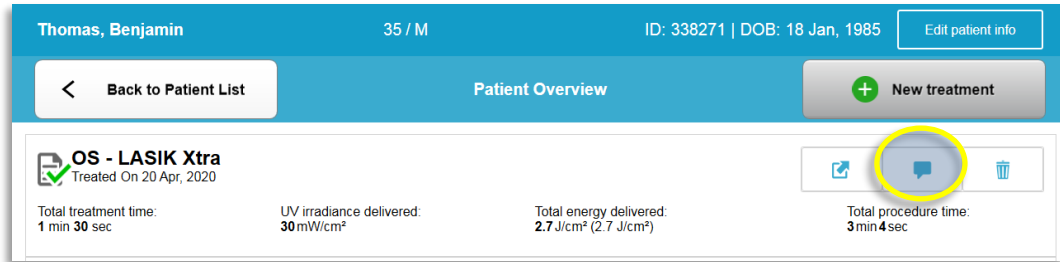 Thomas, Benjamin 35 / M ID: 338271 | DOB: 18 Jan, 1985 Edit patient info
Back to Patient List Patient Overview New treatment
OS - LASIK Xtra
Treated On 20 Apr, 2020
Total treatment time: UV irradiance delivered: Total energy delivered: Total procedure time:
1 min 30 sec 30 mW/cm² 2.7 J/cm² (2.7 J/cm²) 3 min 4 sec